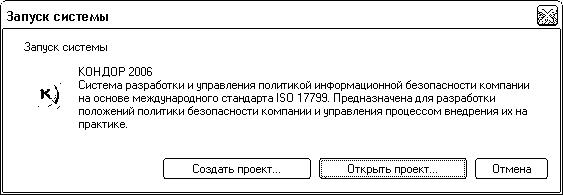 Запуск системы
Запуск системы
КОНДОР 2006
Система разработки и управления политикой информационной безопасности компании
на основе международного стандарта ISO 17799. Предназначена для разработки
положений политики безопасности компании и управления процессом внедрения их на
практике.
Создать проект... Открыть проект... Отмена